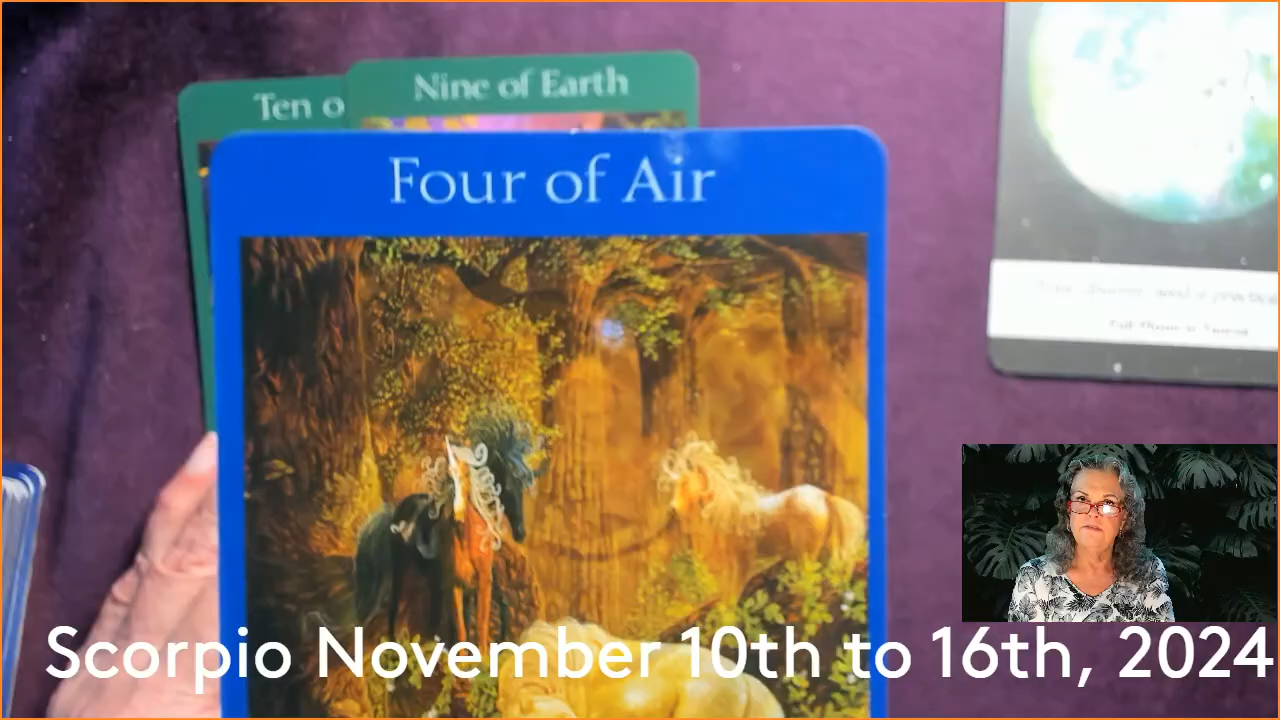 Nine of Earth
Ten o
Four of Air
Scorpio November 10th to 16th, 2024